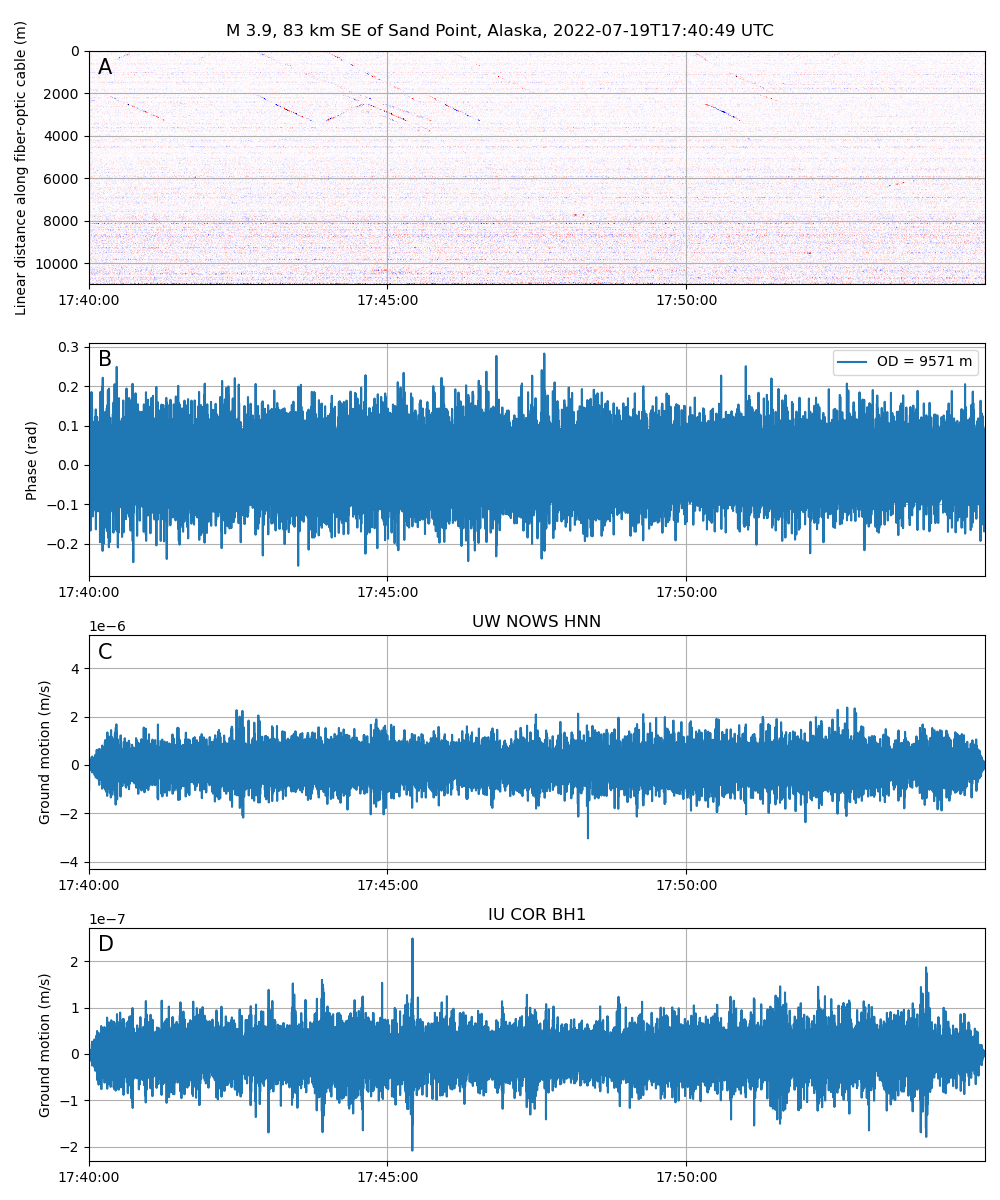 M 3.9, 83 km SE of Sand Point, Alaska, 2022-07-19T17:40:49 UTC
Linear distance along fiber-optic cable (m)
A
0
2000
4000
6000
8000
10000
17:40:00 17:45:00 17:50:00
Phase (rad)
B
OD = 9571 m
0.3
0.2
0.1
0.0
−0.1
−0.2
17:40:00 17:45:00 17:50:00
UW NOWS HNN
1e−6
Ground motion (m/s)
C
4
2
0
−2
−4
17:40:00 17:45:00 17:50:00
IU COR BH1
1e−7
Ground motion (m/s)
D
2
1
0
−1
−2
17:40:00 17:45:00 17:50:00